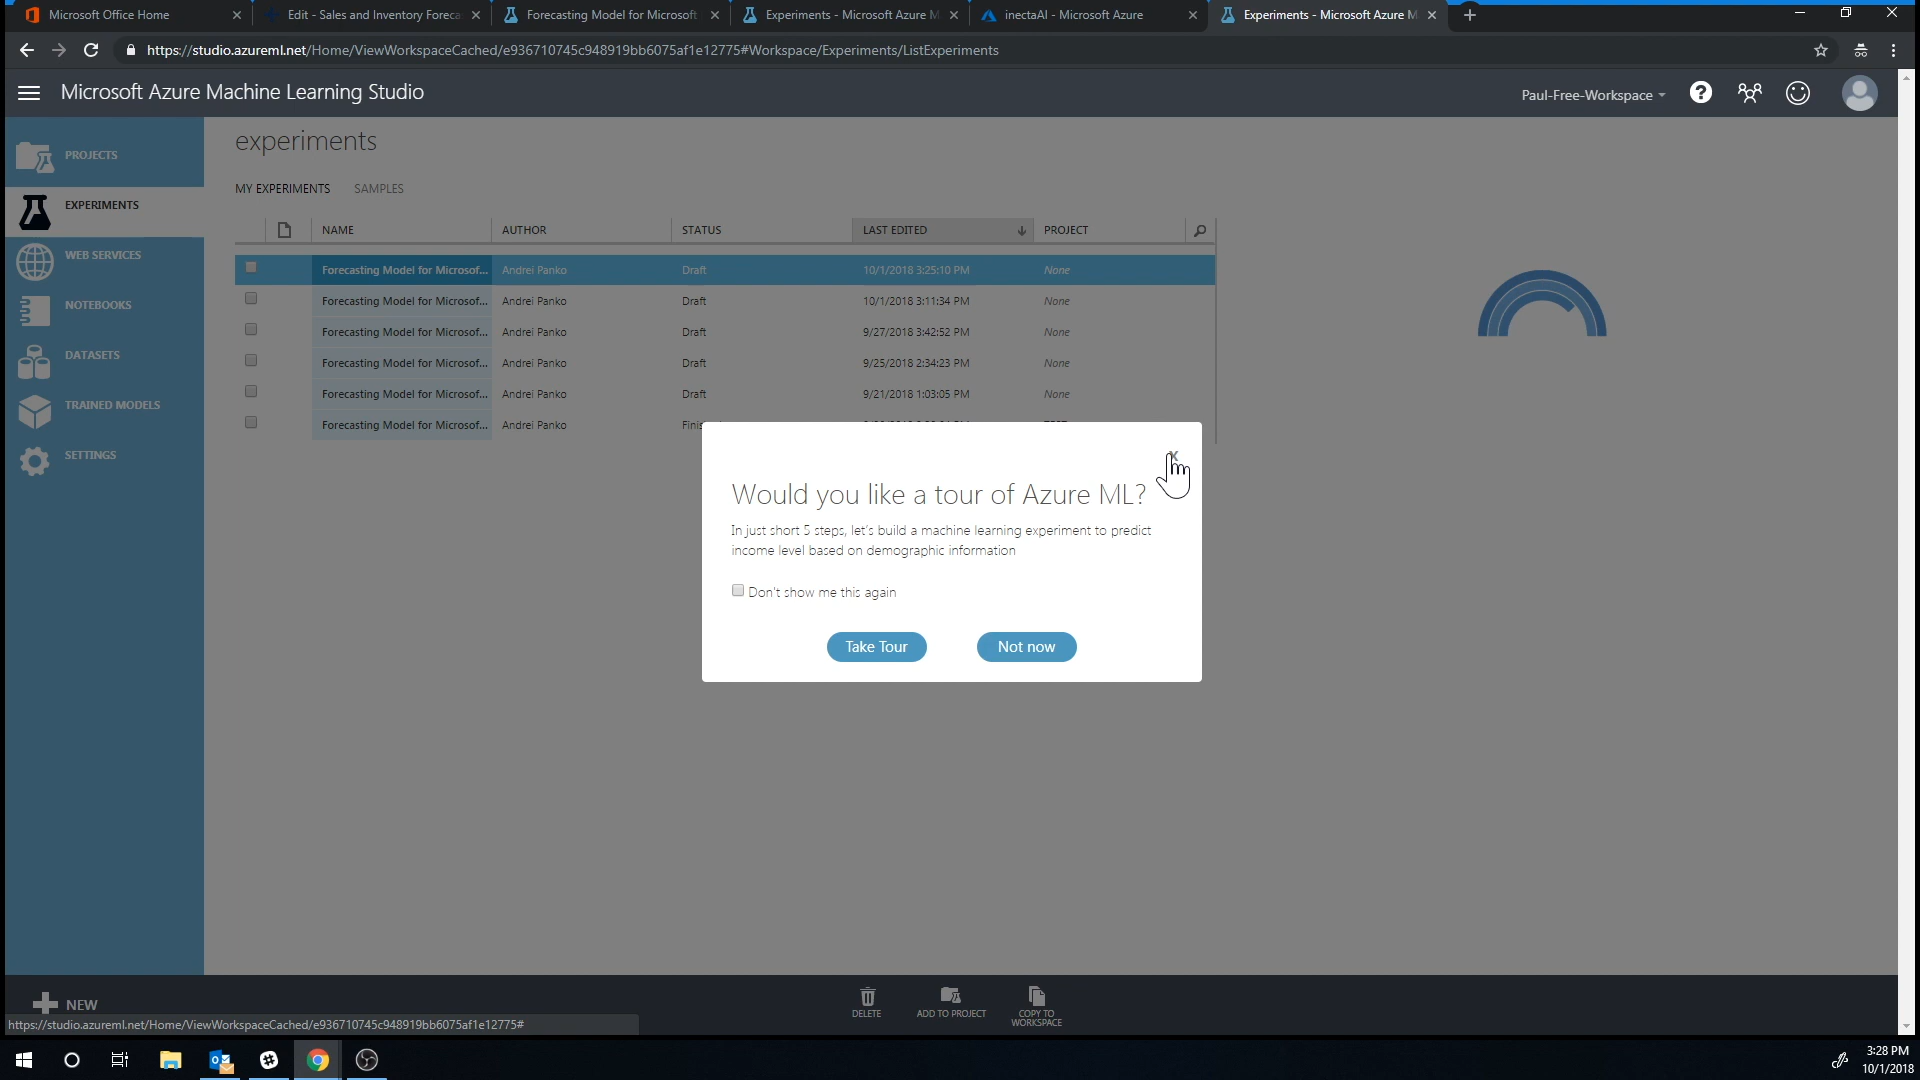 Microsoft Office Home
Edit - Sales and Inventory Foreca
Forecasting Model for Microsoft
Experiments - Microsoft Azure M
inectaAI - Microsoft Azure
Experiments - Microsoft Azure M
https://studio.azureml.net/Home/ViewWorkspaceCached/e936710745c948919bb6075af1e12775#Workspace/Experiments/ListExperiments
Microsoft Azure Machine Learning Studio
Paul-Free-Workspace
PROJECTS
EXPERIMENTS
WEB SERVICES
NOTEBOOKS
DATASETS
TRAINED MODELS
SETTINGS
experiments
MY EXPERIMENTS SAMPLES
NAME AUTHOR STATUS LAST EDITED PROJECT
Forecasting Model for Microsof... Andrei Panko Draft 10/1/2018 3:25:10 PM None
Forecasting Model for Microsof... Andrei Panko Draft 10/1/2018 3:11:34 PM None
Forecasting Model for Microsof... Andrei Panko Draft 9/27/2018 3:42:52 PM None
Forecasting Model for Microsof... Andrei Panko Draft 9/25/2018 2:34:23 PM None
Forecasting Model for Microsof... Andrei Panko Draft 9/21/2018 1:03:05 PM None
Forecasting Model for Microsof... Andrei Panko
x
Would you like a tour of Azure ML?
In just short 5 steps, let's build a machine learning experiment to predict
income level based on demographic information
Don't show me this again
Take Tour Not now
NEW
DELETE
ADD TO PROJECT
COPY TO
WORKSPACE
https://studio.azureml.net/Home/ViewWorkspaceCached/e936710745c948919bb6075af1e12775#
3:28 PM
10/1/2018